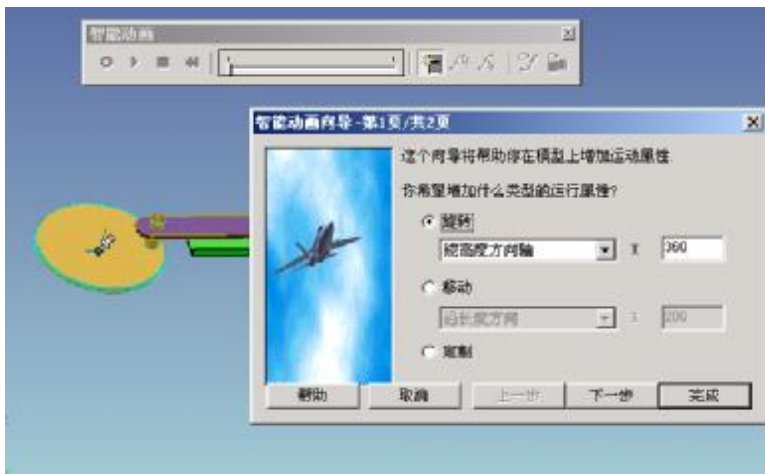 智能动画
智能动画向导-第1页/共2页
这个向导将帮助你在模型上增加运动属性.
你希望增加什么类型的运行属性?
旋转
绕高度方向轴
360
移动
沿长度方向
200
定制
帮助
取消
上一步
下一步
完成